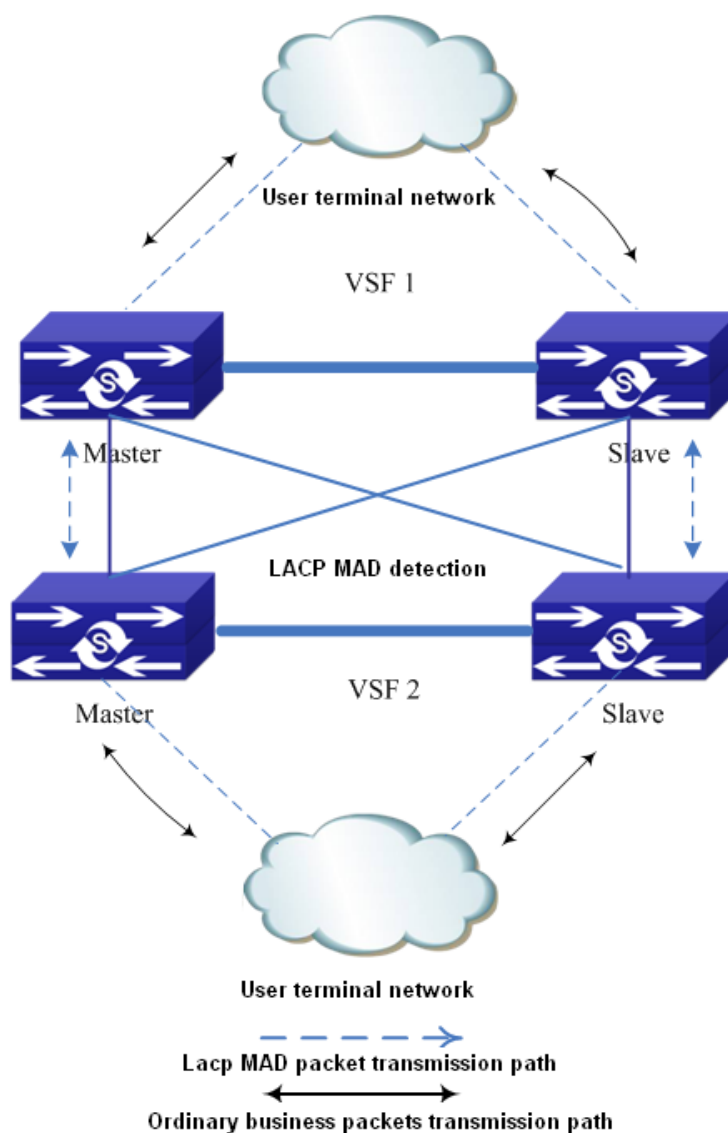 User terminal network
VSF 1
S
S
Master
Slave
LACP MAD detection
S
S
VSF 2
Master
Slave
User terminal network
Lacp MAD packet transmission path
Ordinary business packets transmission path